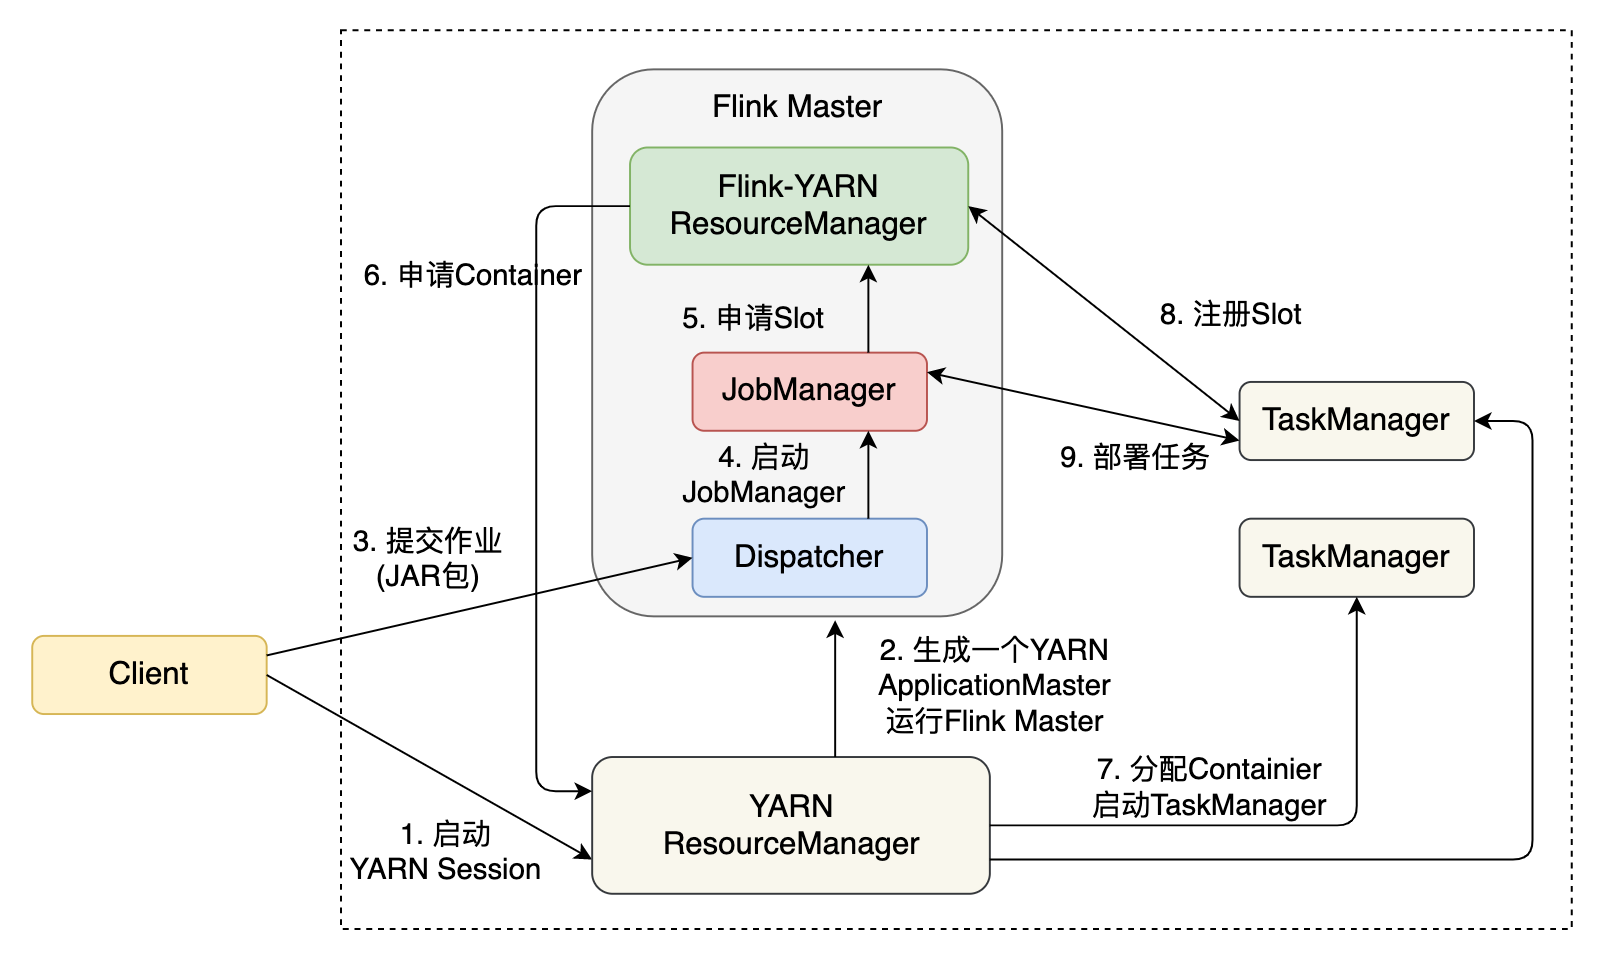 Flink Master
Flink-YARN
ResourceManager
6. 申请Container
5. 申请Slot
8. 注册Slot
JobManager
TaskManager
9. 部署任务
4. 启动
JobManager
3. 提交作业
(JAR包)
Dispatcher
TaskManager
Client
2. 生成一个YARN
ApplicationMaster
运行Flink Master
7. 分配Containier
启动TaskManager
YARN
ResourceManager
1. 启动
YARN Session